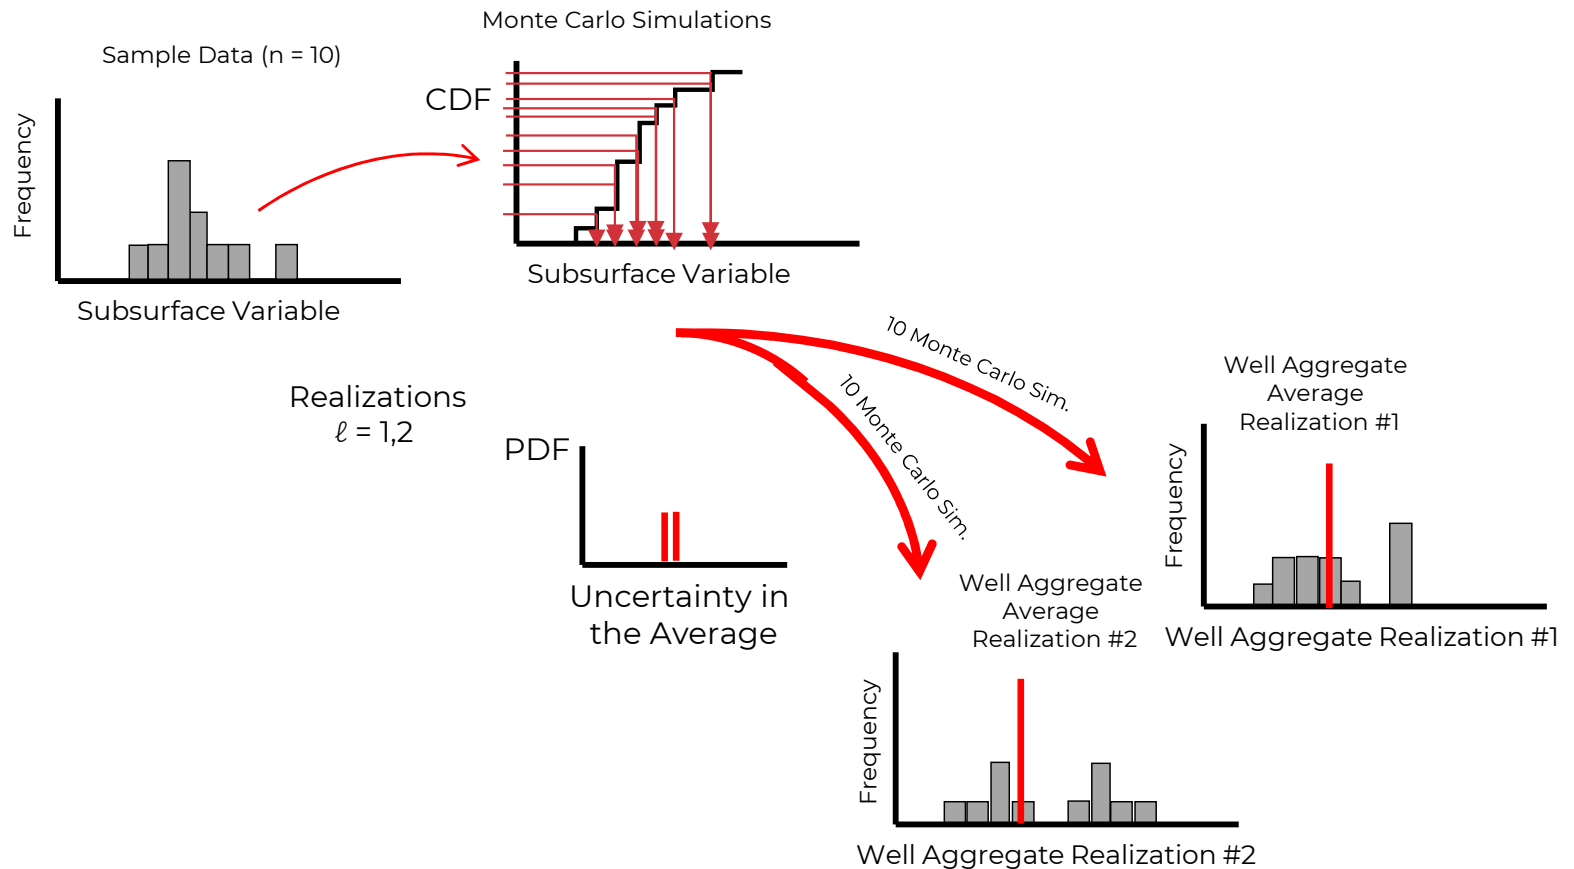 Monte Carlo Simulations
Sample Data (n = 10)
CDF
Frequency
Subsurface Variable
Subsurface Variable
10 Monte Carlo Sim.
10 Monte Carlo Sim.
Realizations
ℓ = 1,2
PDF
Uncertainty in
the Average
Well Aggregate
Average
Realization #1
Frequency
Well Aggregate Realization #1
Well Aggregate
Average
Realization #2
Frequency
Well Aggregate Realization #2